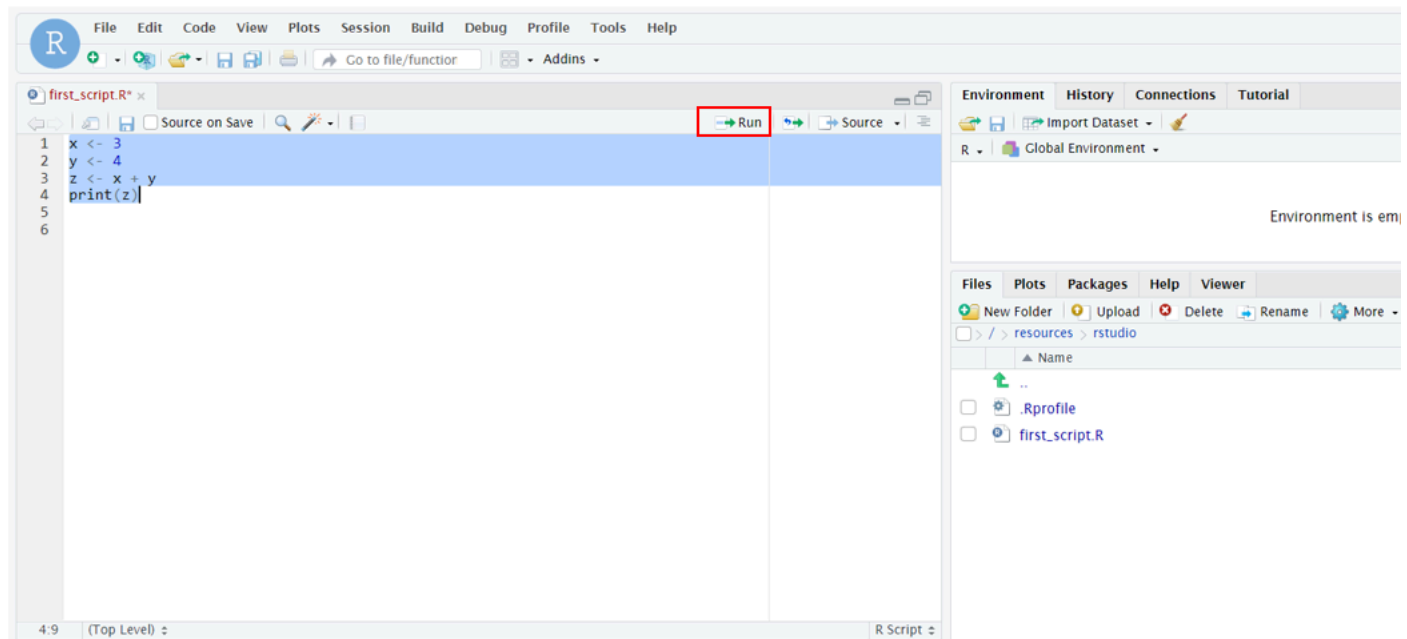 R
File Edit Code View Plots Session Build Debug Profile Tools Help
Go to file/function Addins
first_script.R*
Source on Save Run Source
1 x <- 3
2 y <- 4
3 z <- x + y
4 print(z)
5
6
4:9 (Top Level) R Script
Environment History Connections Tutorial
Import Dataset
R Global Environment
Environment is em
Files Plots Packages Help Viewer
New Folder Upload Delete Rename More
/ resources rstudio
Name
..
.Rprofile
first_script.R